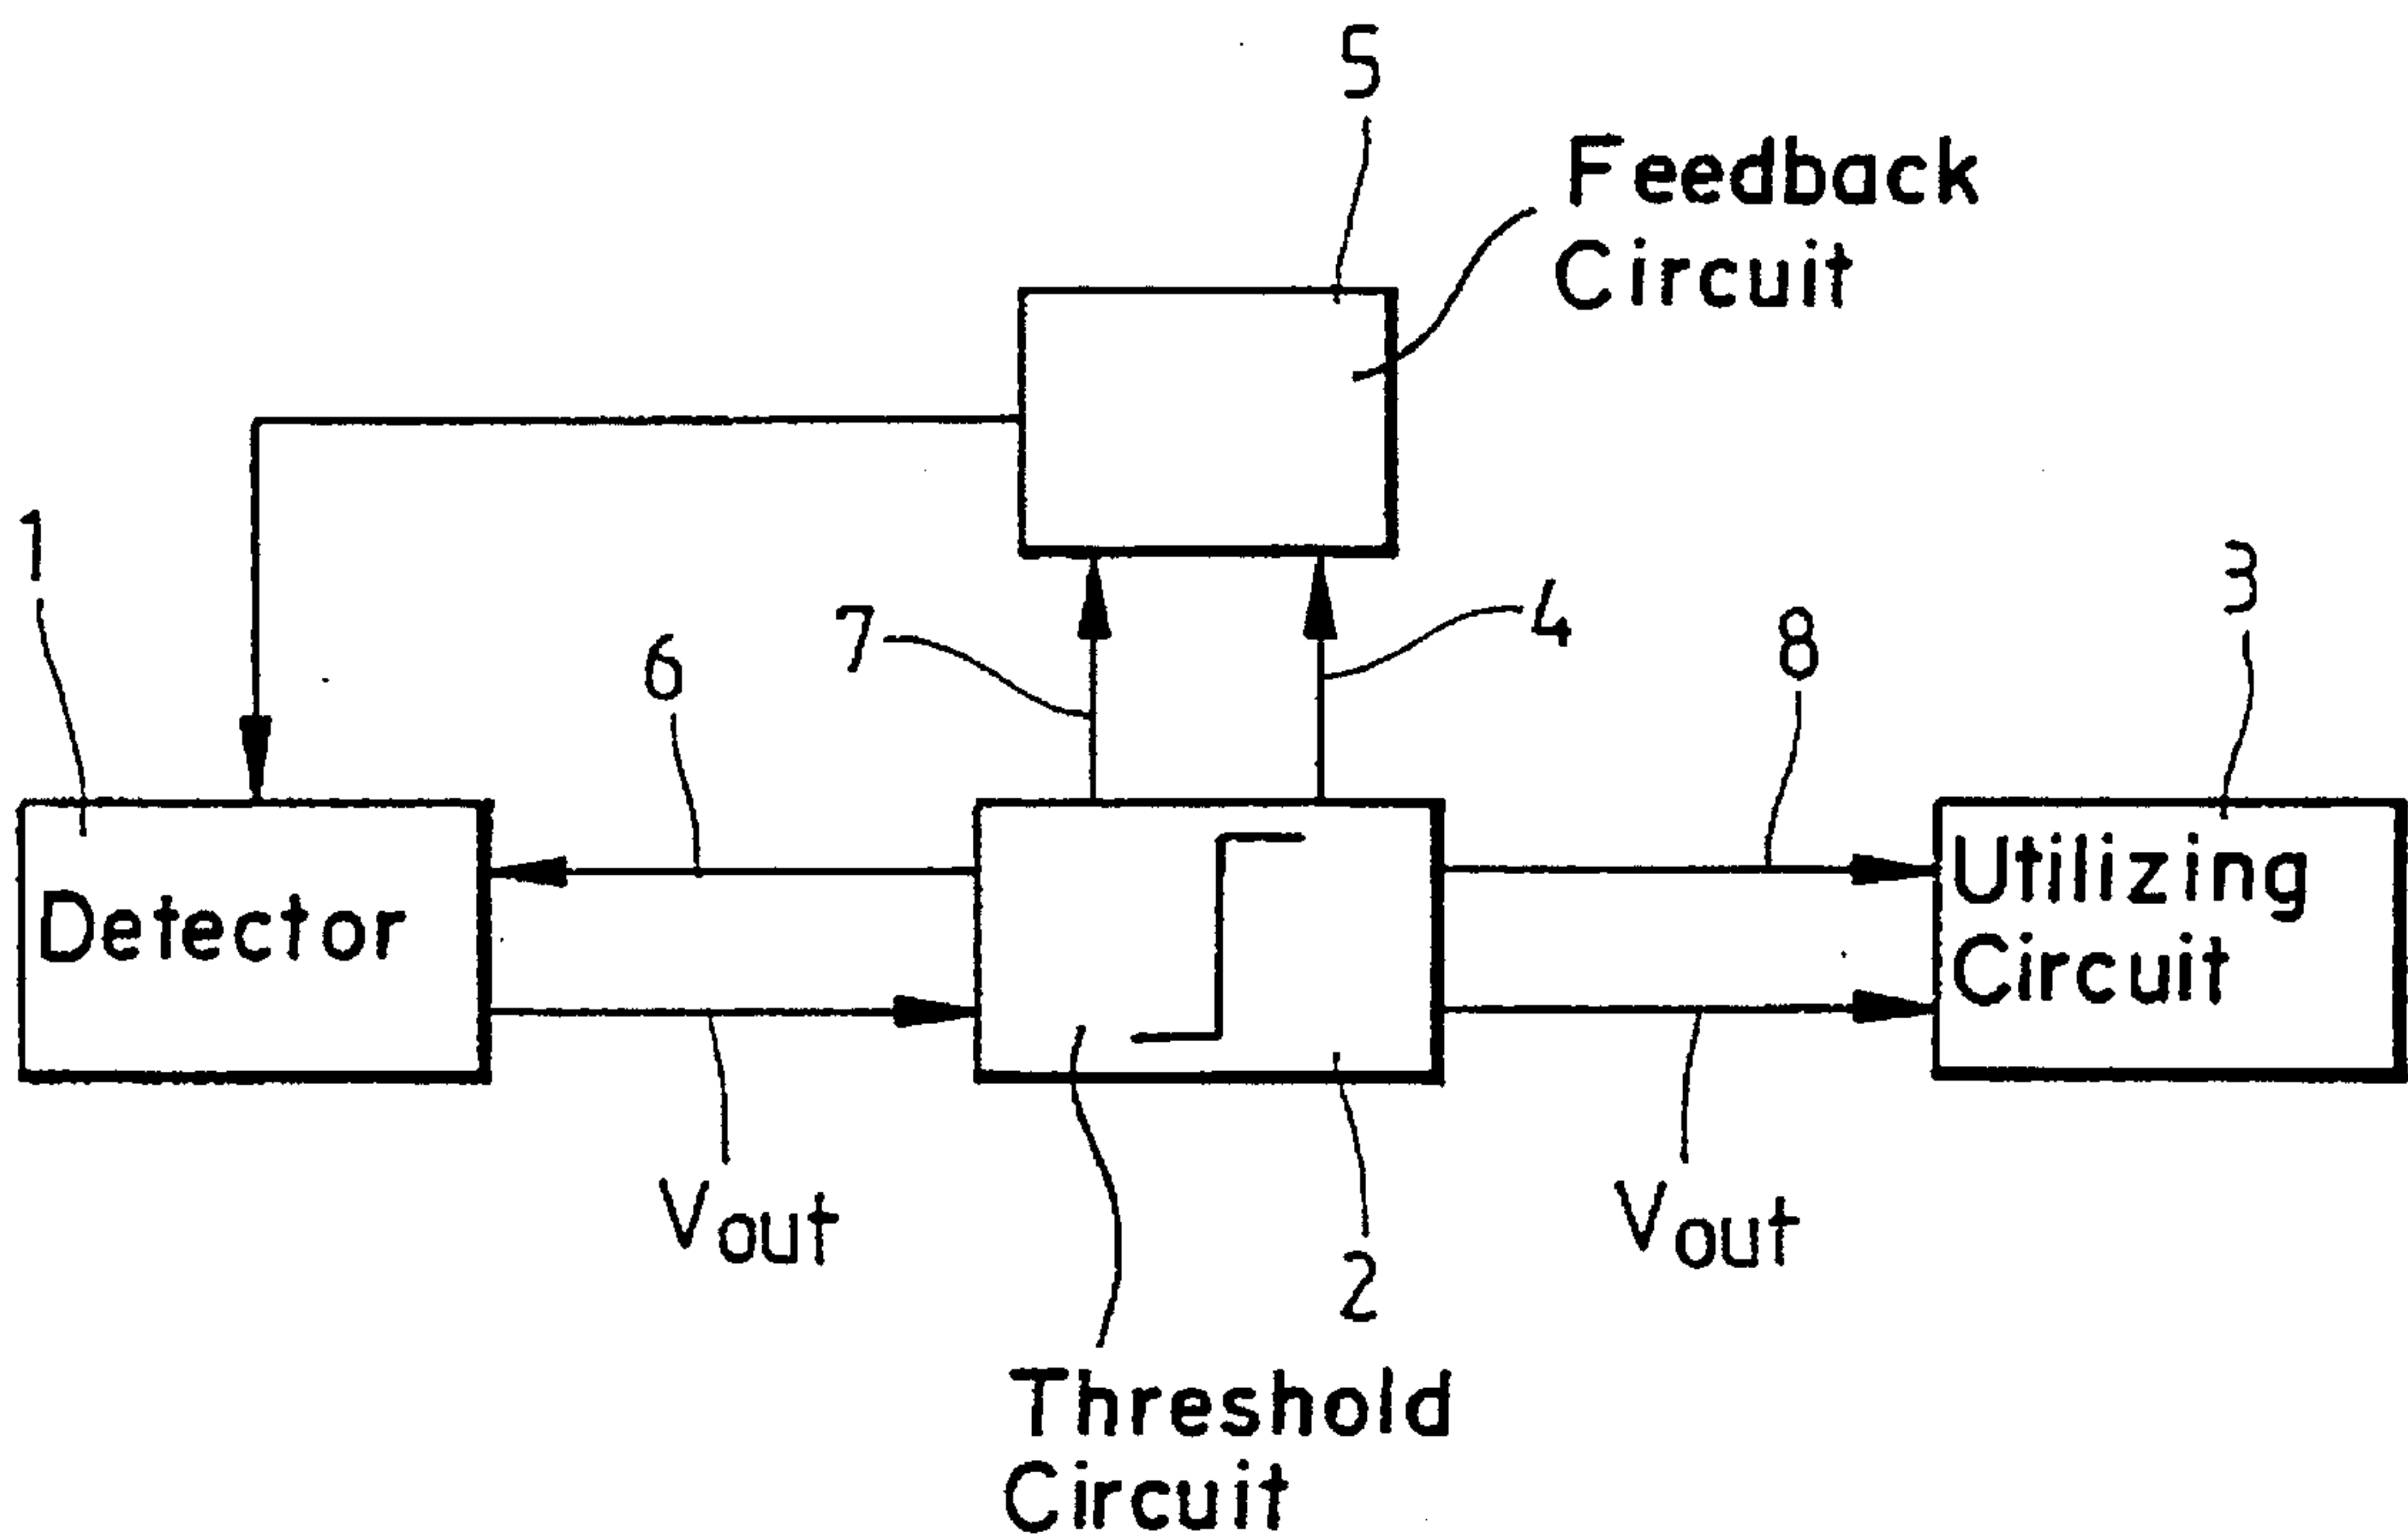 5
Feedback
Circuit
1
7
4
6
8
3
Detector
Utilizing
Circuit
Vout
Vout
2
Threshold
Circuit